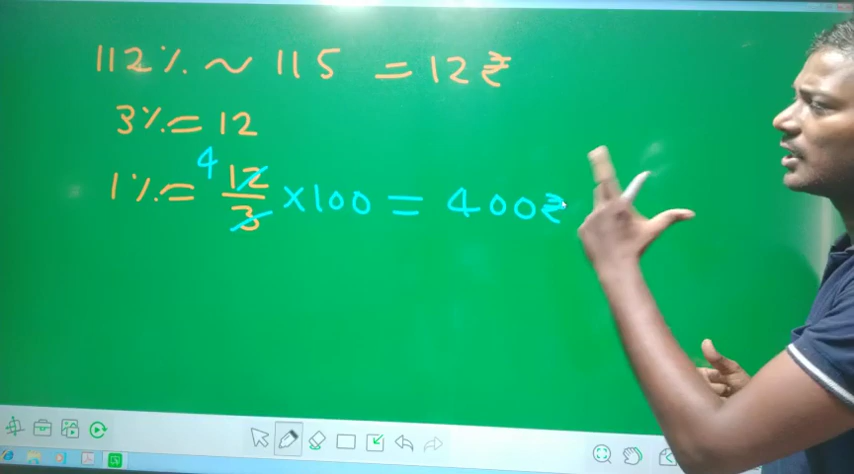 112% ~ 115 = 12₹
3% = 12
1% = 4 12/3 × 100 = 400₹